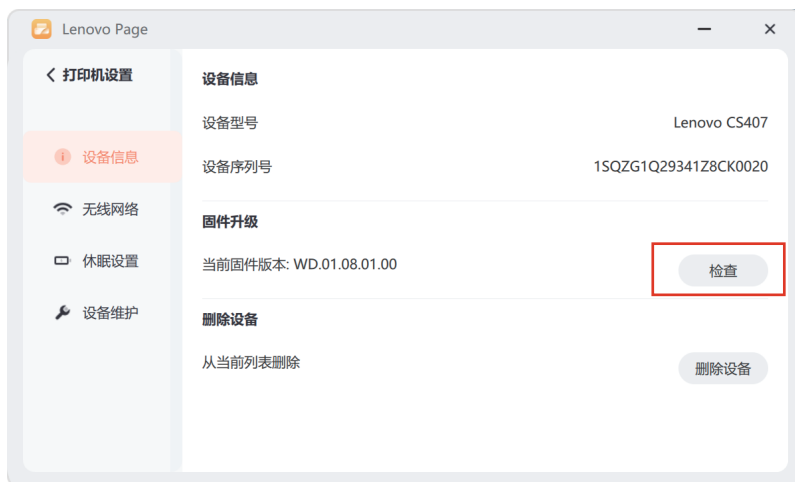 Lenovo Page
打印机设置
设备信息
无线网络
休眠设置
设备维护
设备信息
设备型号 Lenovo CS407
设备序列号 1SQZG1Q29341Z8CK0020
固件升级
当前固件版本: WD.01.08.01.00 检查
删除设备
从当前列表删除 删除设备